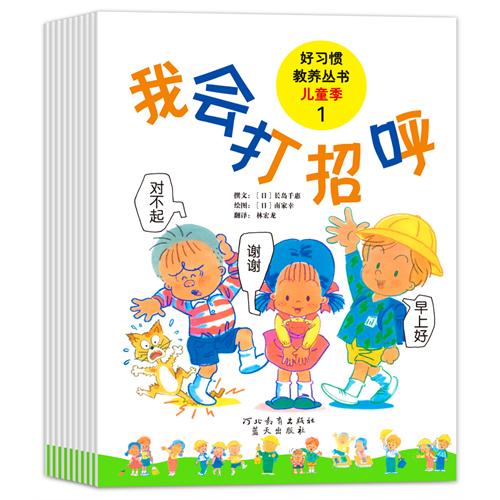 好习惯
教养丛书
儿童季
1
我会打招呼
撰文：［日］长岛千惠
绘图：［日］南家幸
翻译：林宏龙
对不起
谢谢
早上好
河北教育出版社
蓝天出版社